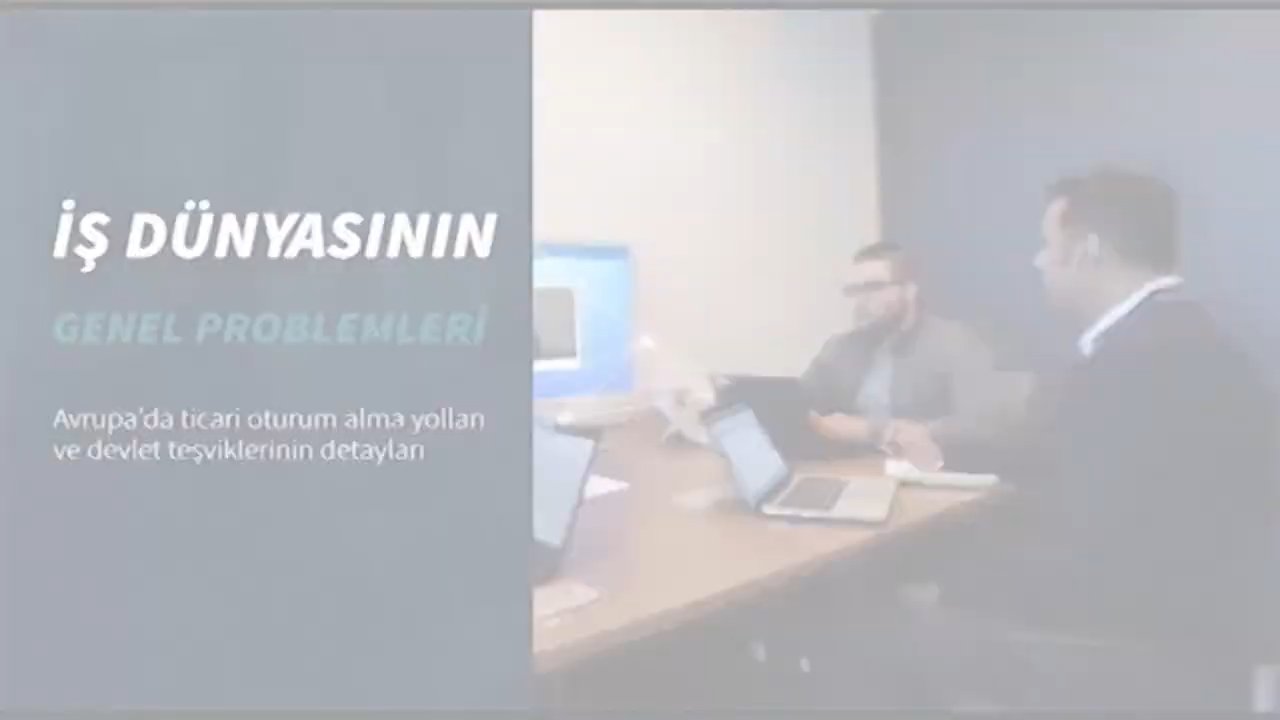 İŞ DÜNYASININ
GENEL PROBLEMLERİ
Avrupa'da ticari oturum alma yolları
ve devlet teşviklerinin detayları